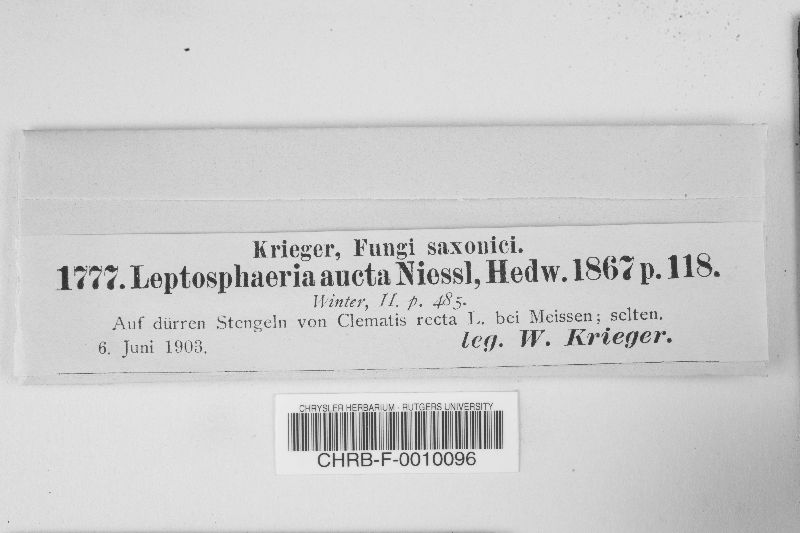 Krieger, Fungi saxonici.
1777. Leptosphaeria aucta Niessl, Hedw. 1867 p. 118.
Winter, II. p. 485.
Auf dürren Stengeln von Clematis recta L. bei Meissen; selten.
6. Juni 1903.
leg. W. Krieger.
CHRYSLER HERBARIUM - RUTGERS UNIVERSITY
CHRB-F-0010096